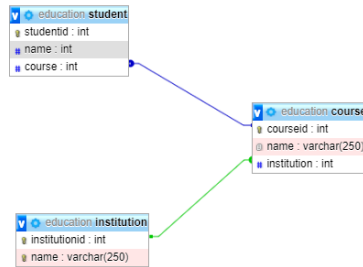 education student
studentid : int
name : int
course : int
education course
courseid : int
name : varchar(250)
institution : int
education institution
institutionid : int
name : varchar(250)